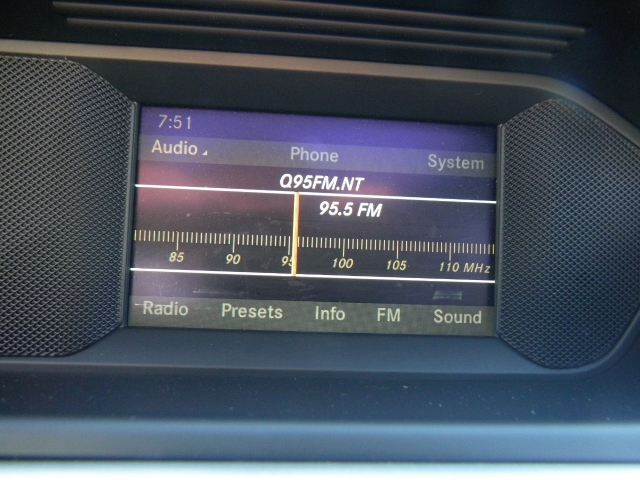 7:51
Audio Phone System
Q95FM.NT
95.5 FM
85 90 95 100 105 110 MHz
Radio Presets Info FM Sound